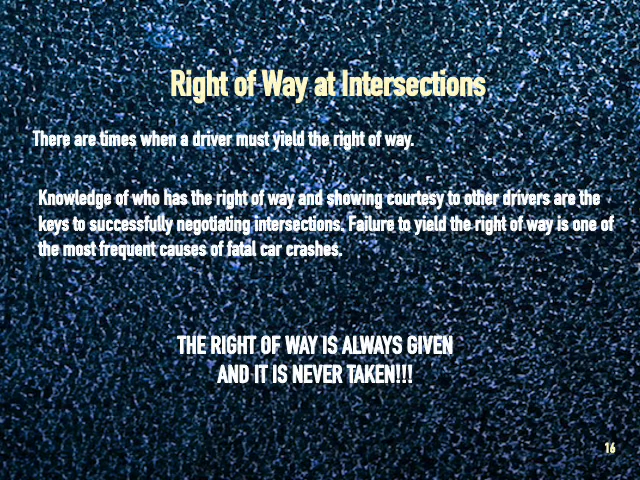 Right of Way at Intersections
There are times when a driver must yield the right of way.
Knowledge of who has the right of way and showing courtesy to other drivers are the
keys to successfully negotiating intersections. Failure to yield the right of way is one of
the most frequent causes of fatal car crashes.
THE RIGHT OF WAY IS ALWAYS GIVEN
AND IT IS NEVER TAKEN!!!
16